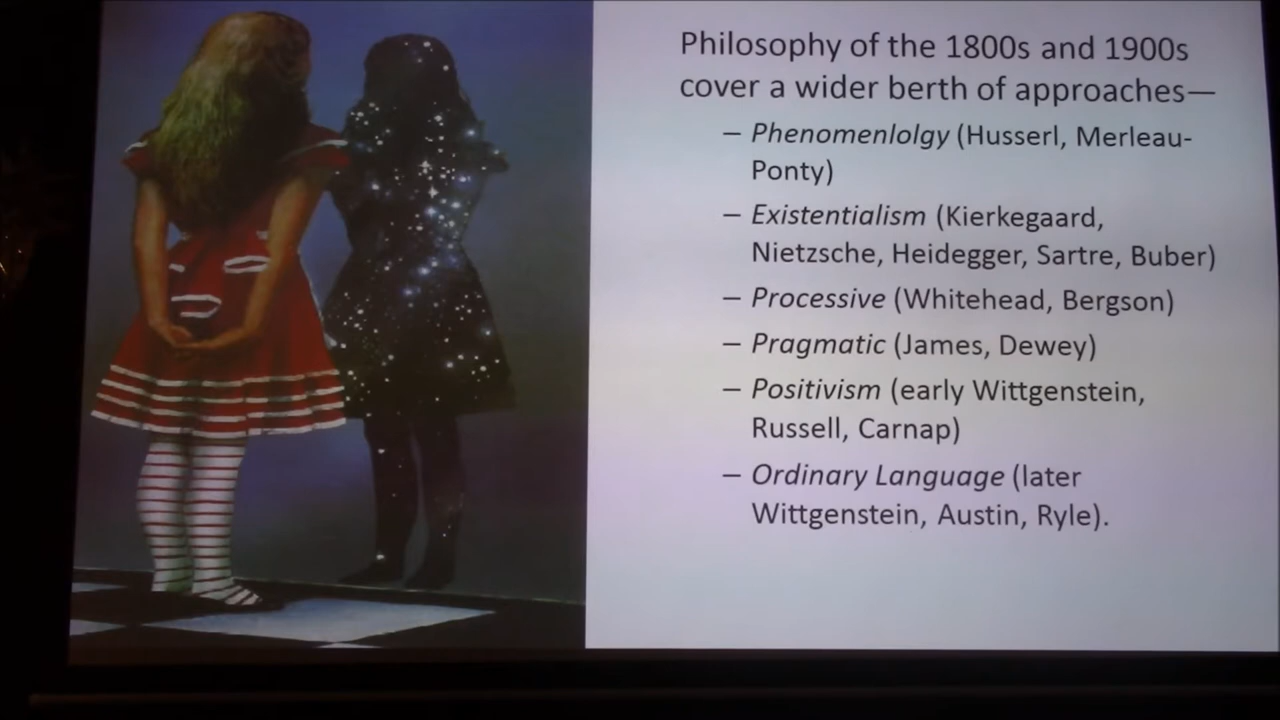 Philosophy of the 1800s and 1900s
cover a wider berth of approaches—
– Phenomenlolgy (Husserl, Merleau-
Ponty)
– Existentialism (Kierkegaard,
Nietzsche, Heidegger, Sartre, Buber)
– Processive (Whitehead, Bergson)
– Pragmatic (James, Dewey)
– Positivism (early Wittgenstein,
Russell, Carnap)
– Ordinary Language (later
Wittgenstein, Austin, Ryle).